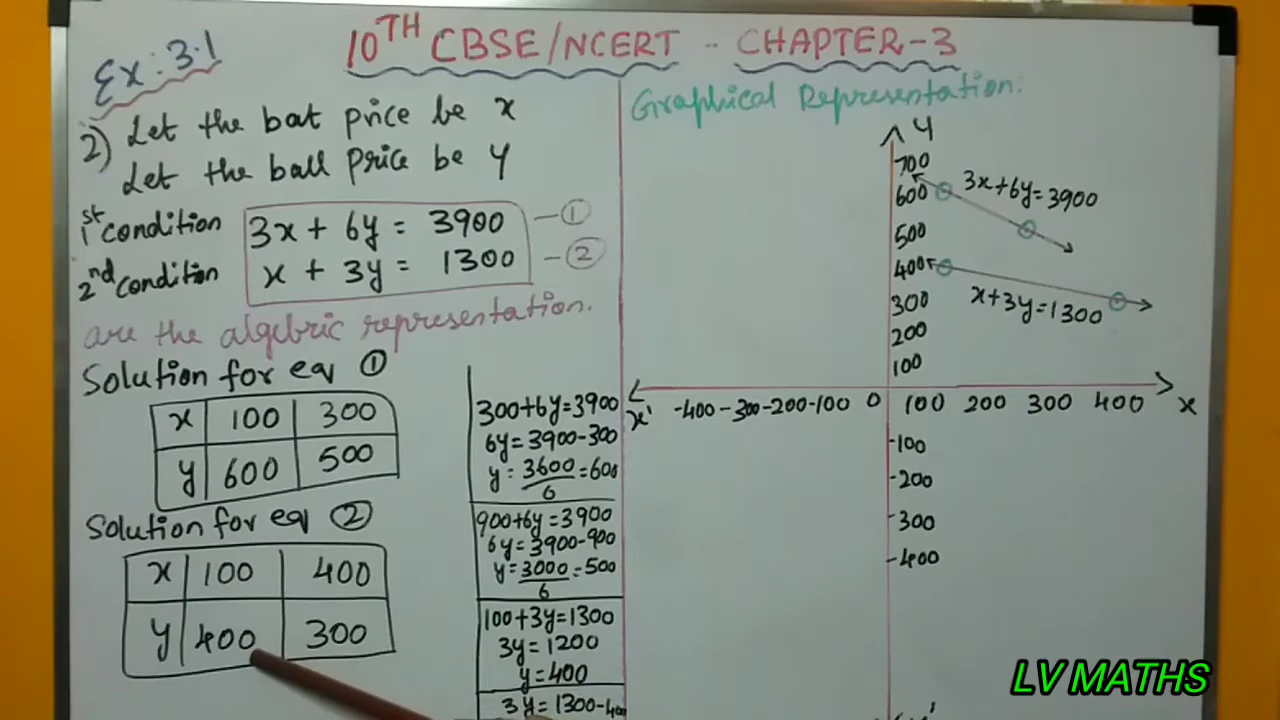 Ex: 3.1
10TH CBSE/NCERT - CHAPTER-3
2) Let the bat price be x
Let the ball price be y
1st condition 3x + 6y = 3900 - ①
2nd condition x + 3y = 1300 - ②
are the algebric representation.
Solution for eq ①
x 100 300
y 600 500
Solution for eq ②
x 100 400
y 400 300
300+6y=3900
6y=3900-300
y=3600/6=600
900+6y=3900
6y=3900-900
y=3000/6=500
100+3y=1300
3y=1200
y=400
3y=1300-400
Graphical Representation:
y
700
600
500
400
300
200
100
3x+6y=3900
x+3y=1300
x' -400 -300 -200 -100 0 100 200 300 400 x
-100
-200
-300
-400
LV MATHS